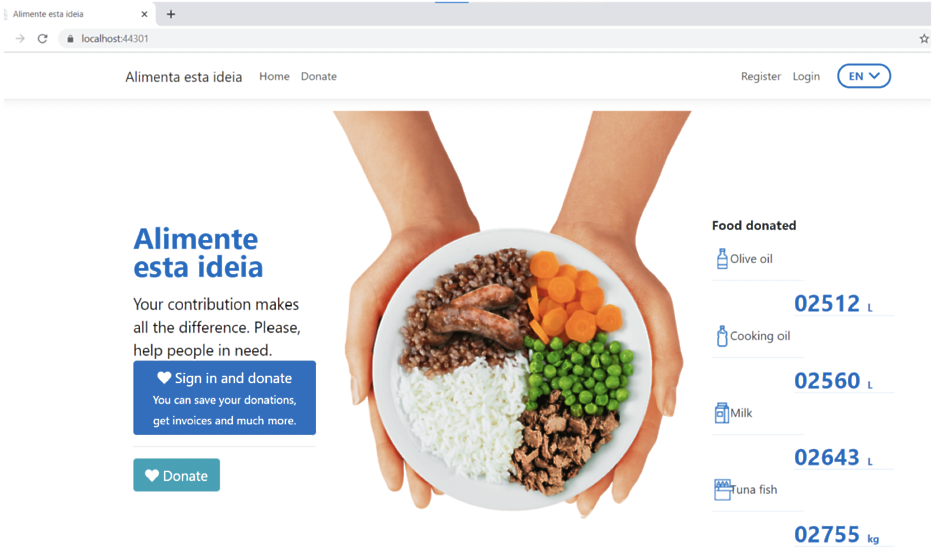 Alimente esta ideia
localhost:44301
Alimenta esta ideia Home Donate Register Login EN
Alimente
esta ideia
Your contribution makes
all the difference. Please,
help people in need.
Sign in and donate
You can save your donations,
get invoices and much more.
Donate
Food donated
Olive oil
02512 L
Cooking oil
02560 L
Milk
02643 L
Tuna fish
02755 kg